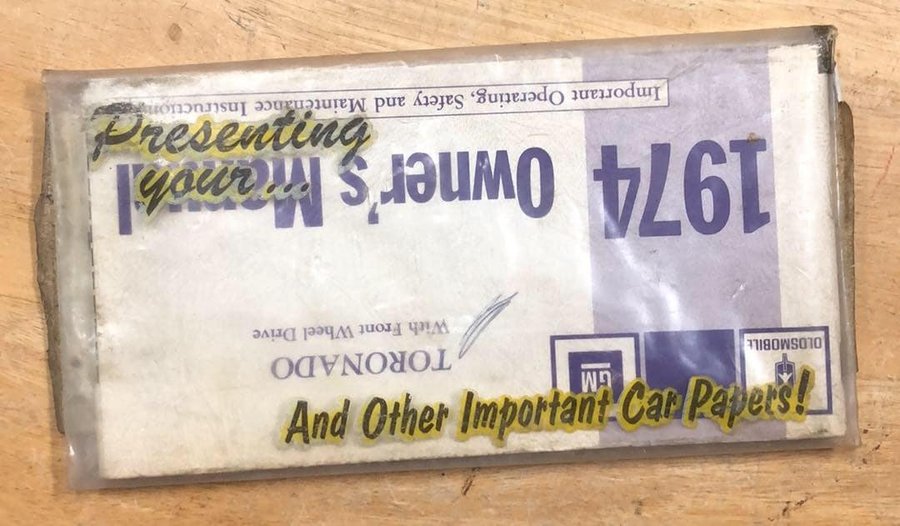 Presenting
your...
And Other Important Car Papers!
1974 Owner's Manual
Important Operating, Safety and Maintenance Instructions
TORONADO
With Front Wheel Drive
OLDSMOBILE
GM